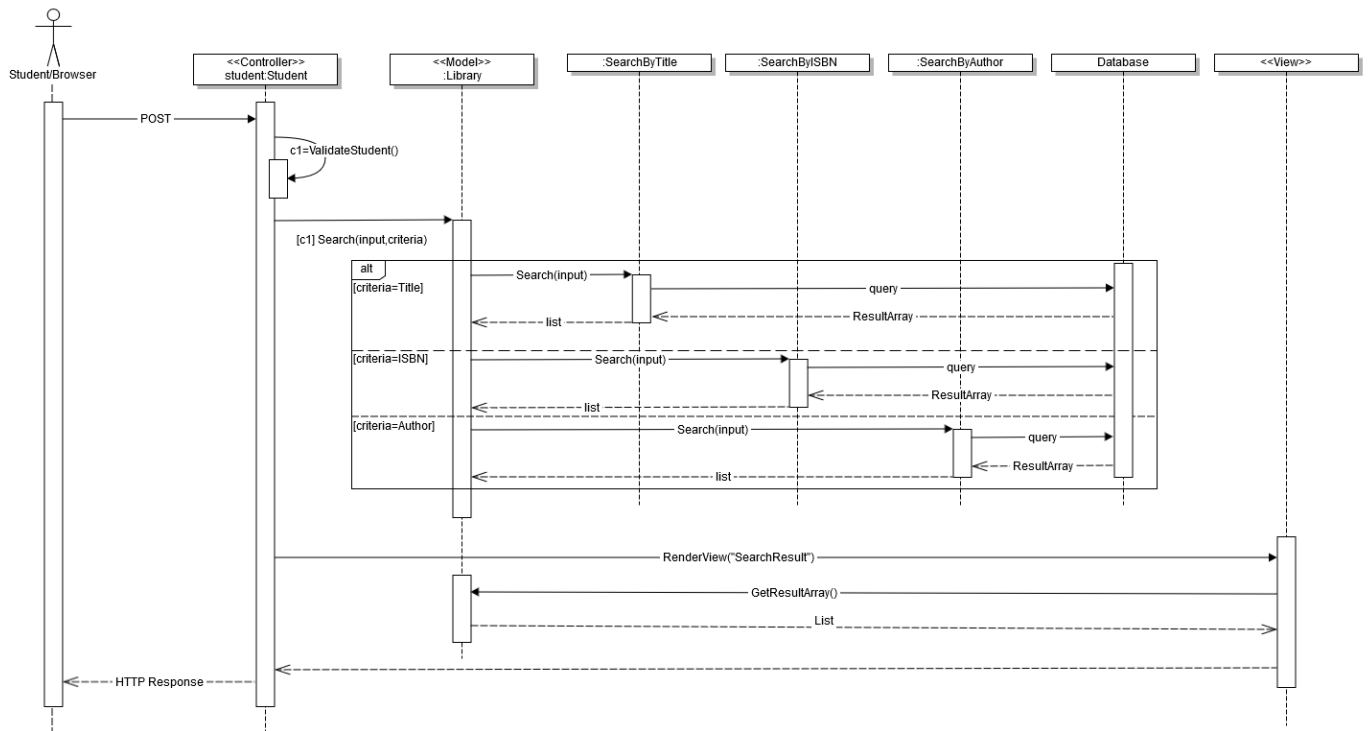 Student/Browser
<<Controller>>
student:Student
<<Model>>
:Library
:SearchByTitle
:SearchByISBN
:SearchByAuthor
Database
<<View>>
POST
c1=ValidateStudent()
[c1] Search(input,criteria)
alt
[criteria=Title]
Search(input)
query
ResultArray
list
[criteria=ISBN]
Search(input)
query
ResultArray
list
[criteria=Author]
Search(input)
query
ResultArray
list
RenderView("SearchResult")
GetResultArray()
List
HTTP Response